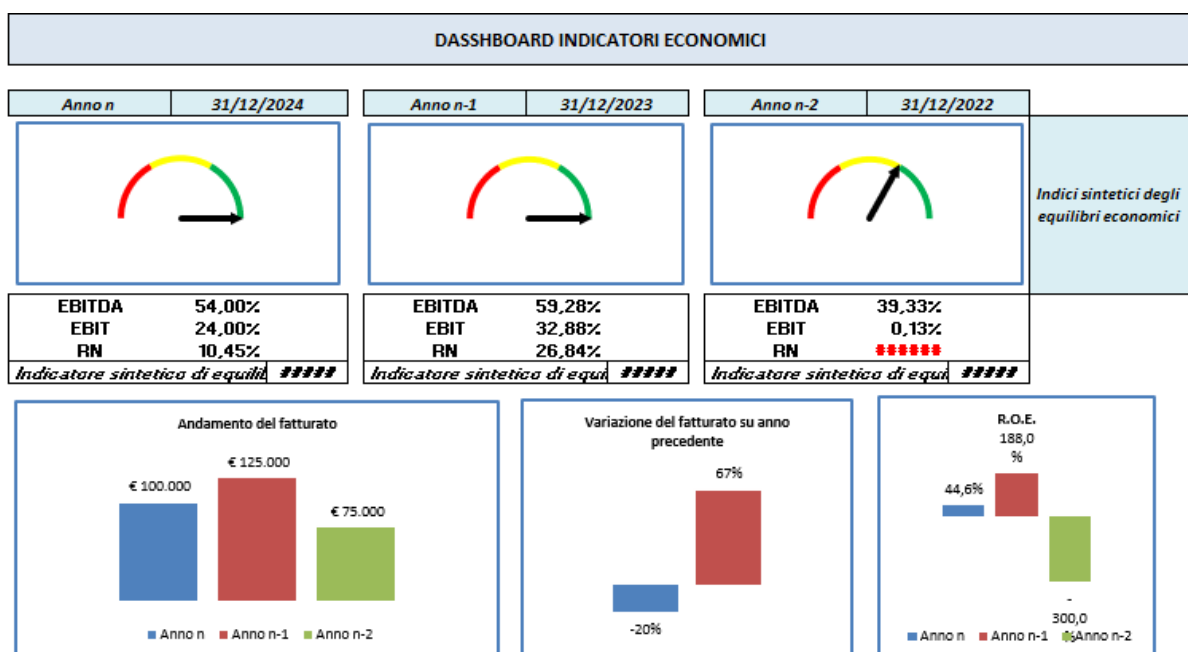 DASSHBOARD INDICATORI ECONOMICI
Anno n 31/12/2024 Anno n-1 31/12/2023 Anno n-2 31/12/2022
Indici sintetici degli
equilibri economici
EBITDA 54,00% EBITDA 59,28% EBITDA 39,33%
EBIT 24,00% EBIT 32,88% EBIT 0,13%
RN 10,45% RN 26,84% RN ######
Indicatore sintetico di equilil ##### Indicatore sintetico di equi ##### Indicatore sintetico di equi #####
Andamento del fatturato
€ 100.000
€ 125.000
€ 75.000
Anno n Anno n-1 Anno n-2
Variazione del fatturato su anno
precedente
67%
-20%
R.O.E.
188,0
%
44,6%
-
300,0
%
Anno n Anno n-1 Anno n-2